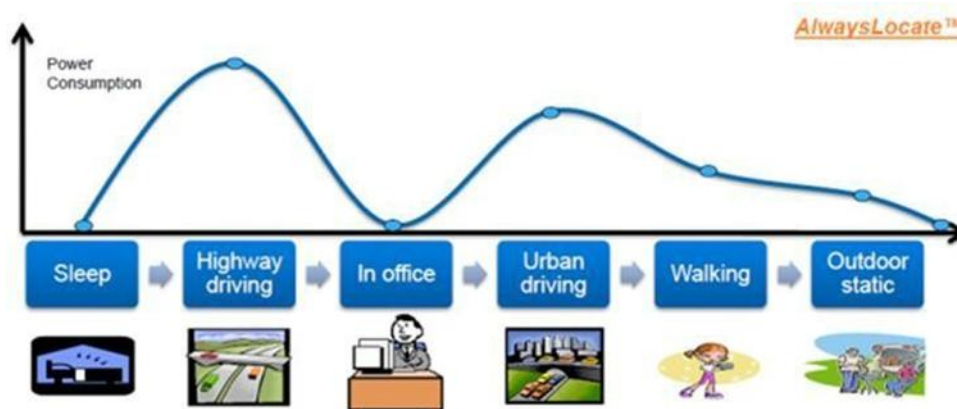 AlwaysLocate™
Power
Consumption
Sleep
Highway
driving
In office
Urban
driving
Walking
Outdoor
static